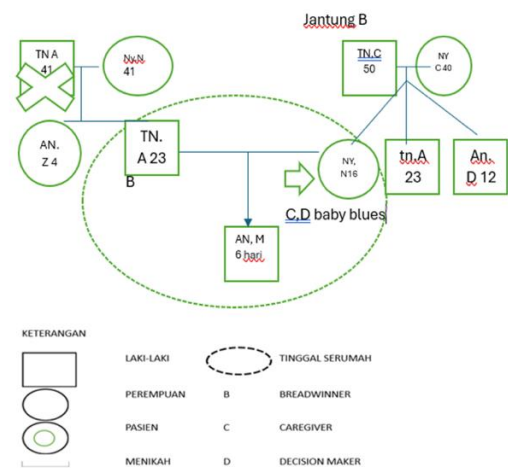 Jantung B
TN A
41
Ny.N
41
TN.C
50
NY
C 40
AN.
Z 4
TN.
A 23
B
NY,
N16
tn.A
23
An.
D 12
C,D baby blues
AN, M
6 hari
KETERANGAN
LAKI-LAKI
TINGGAL SERUMAH
PEREMPUAN
B
BREADWINNER
PASIEN
C
CAREGIVER
MENIKAH
D
DECISION MAKER